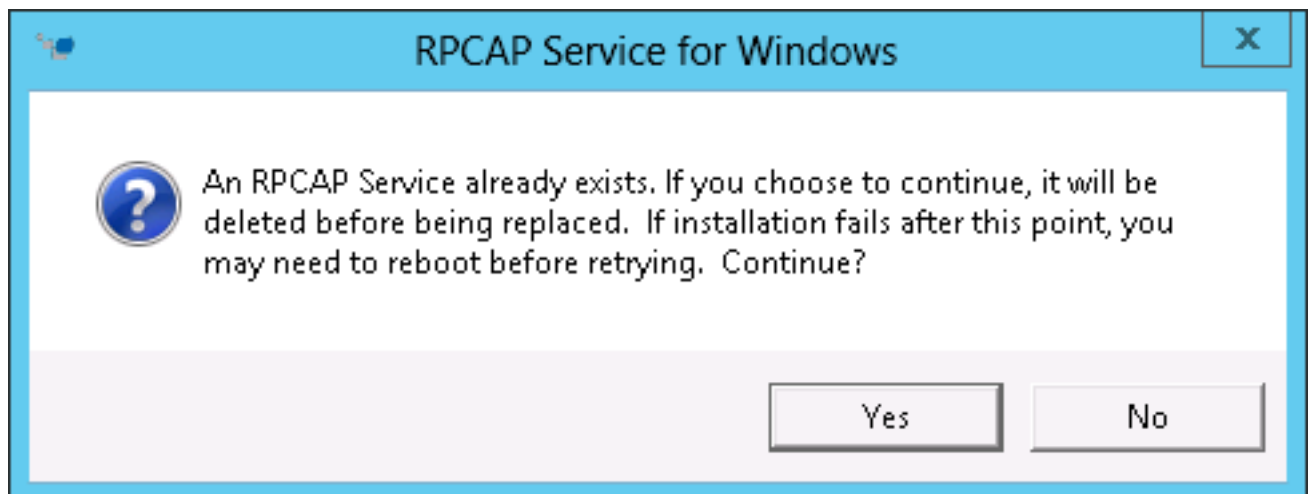 RPCAP Service for Windows
x
An RPCAP Service already exists. If you choose to continue, it will be
deleted before being replaced.  If installation fails after this point, you
may need to reboot before retrying.  Continue?
Yes
No